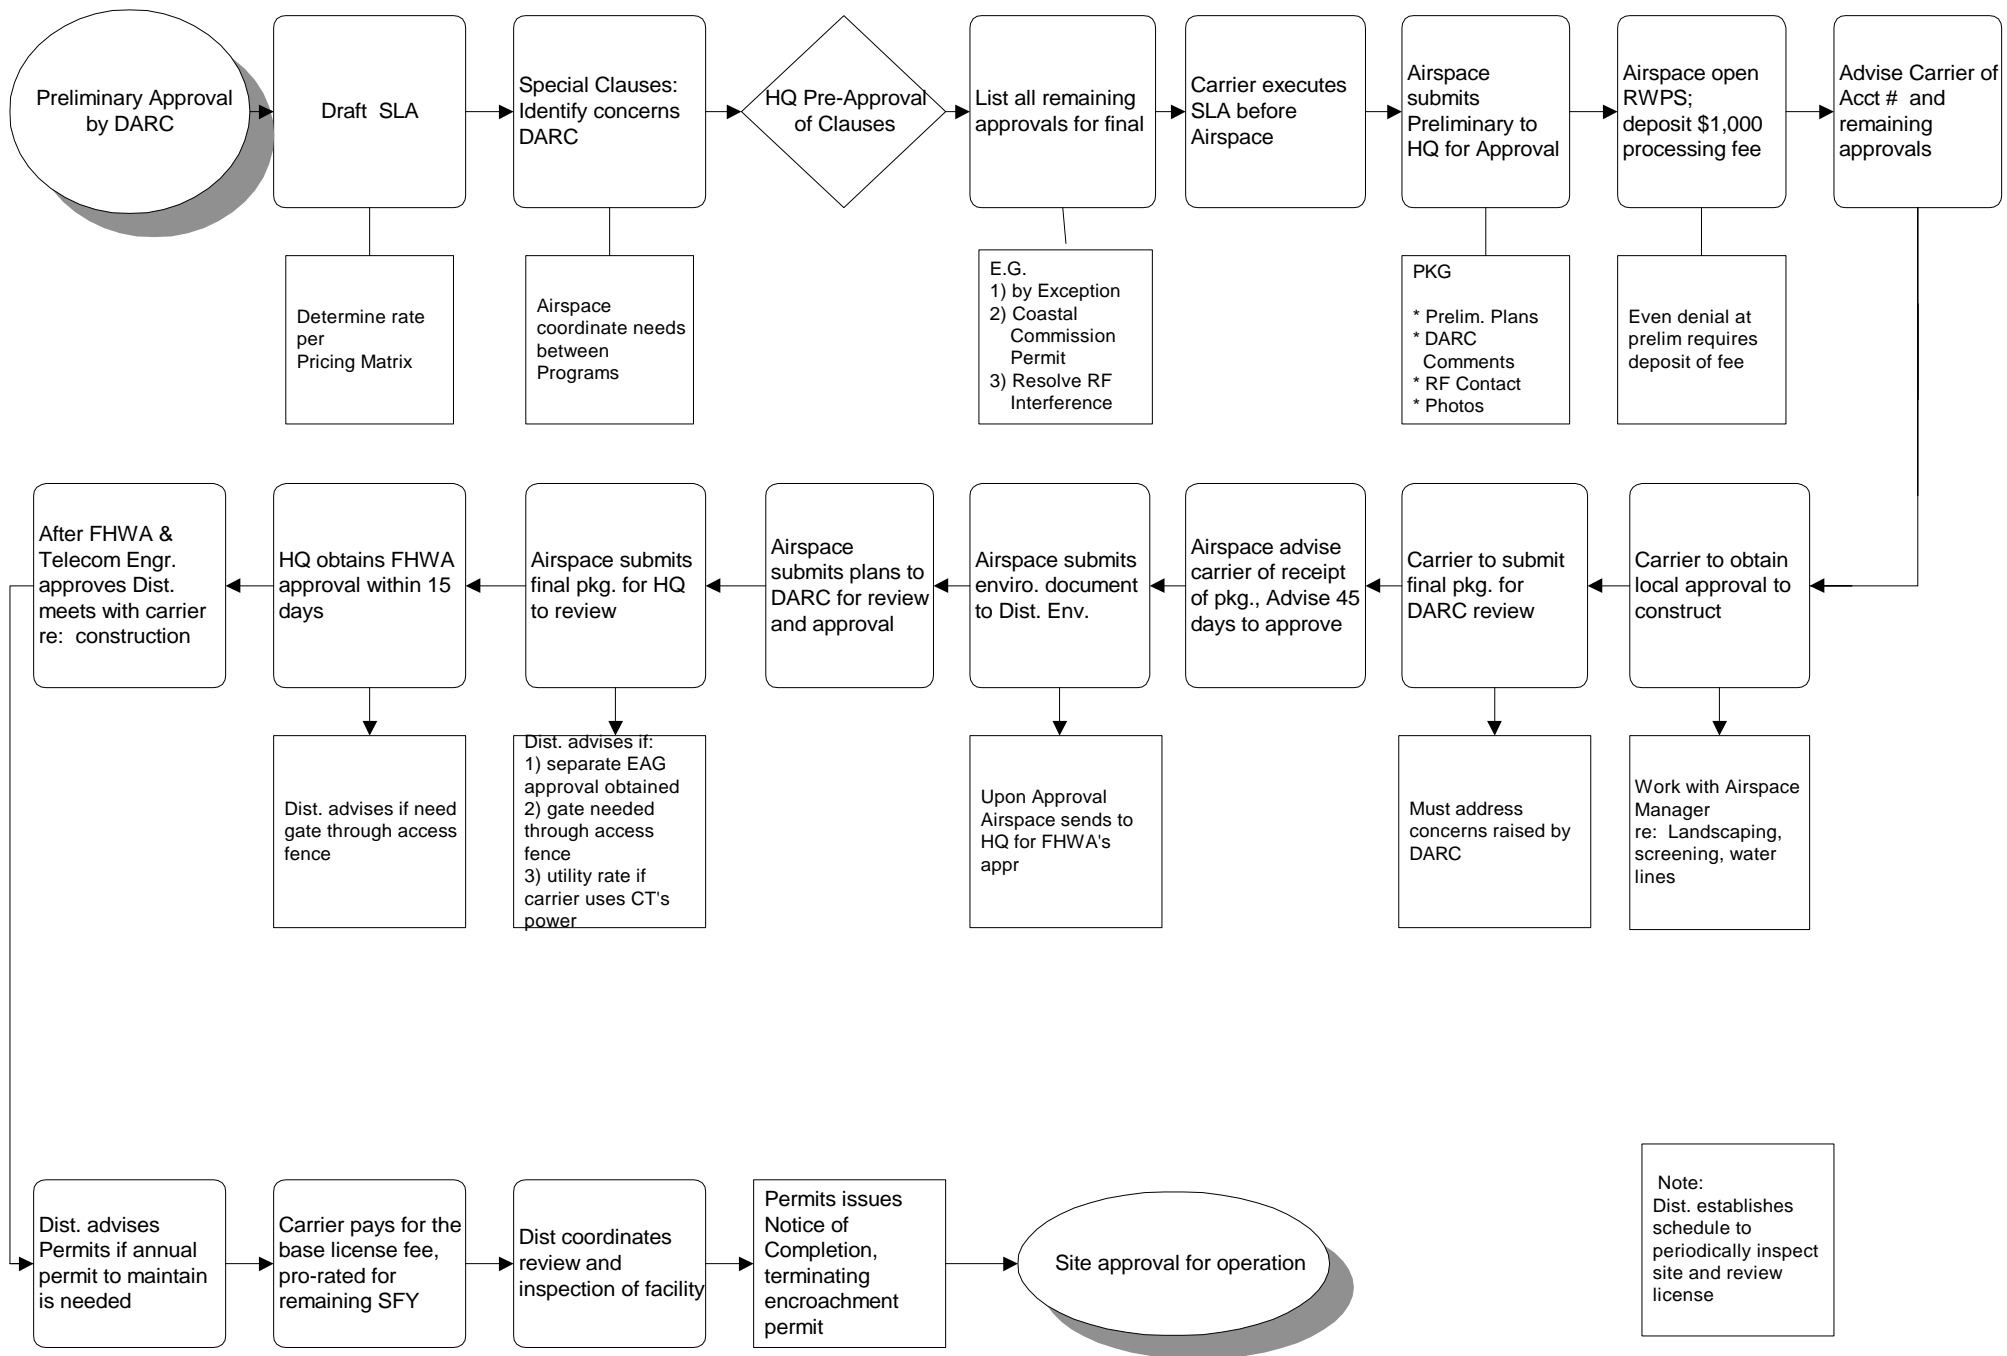 Preliminary Approval
by DARC
Draft SLA
Special Clauses:
Identify concerns
DARC
HQ Pre-Approval
of Clauses
List all remaining
approvals for final
Carrier executes
SLA before
Airspace
Airspace
submits
Preliminary to
HQ for Approval
Airspace open
RWPS;
deposit $1,000
processing fee
Advise Carrier of
Acct # and
remaining
approvals
Determine rate
per
Pricing Matrix
Airspace
coordinate needs
between
Programs
E.G.
1) by Exception
2) Coastal
Commission
Permit
3) Resolve RF
Interference
PKG
* Prelim. Plans
* DARC
Comments
* RF Contact
* Photos
Even denial at
prelim requires
deposit of fee
After FHWA &
Telecom Engr.
approves Dist.
meets with carrier
re: construction
HQ obtains FHWA
approval within 15
days
Airspace submits
final pkg. for HQ
to review
Airspace
submits plans to
DARC for review
and approval
Airspace submits
enviro. document
to Dist. Env.
Airspace advise
carrier of receipt
of pkg., Advise 45
days to approve
Carrier to submit
final pkg. for
DARC review
Carrier to obtain
local approval to
construct
Dist. advises if need
gate through access
fence
Dist. advises if:
1) separate EAG
approval obtained
2) gate needed
through access
fence
3) utility rate if
carrier uses CT's
power
Upon Approval
Airspace sends to
HQ for FHWA's
appr
Must address
concerns raised by
DARC
Work with Airspace
Manager
re: Landscaping,
screening, water
lines
Dist. advises
Permits if annual
permit to maintain
is needed
Carrier pays for the
base license fee,
pro-rated for
remaining SFY
Dist coordinates
review and
inspection of facility
Permits issues
Notice of
Completion,
terminating
encroachment
permit
Site approval for operation
Note:
Dist. establishes
schedule to
periodically inspect
site and review
license